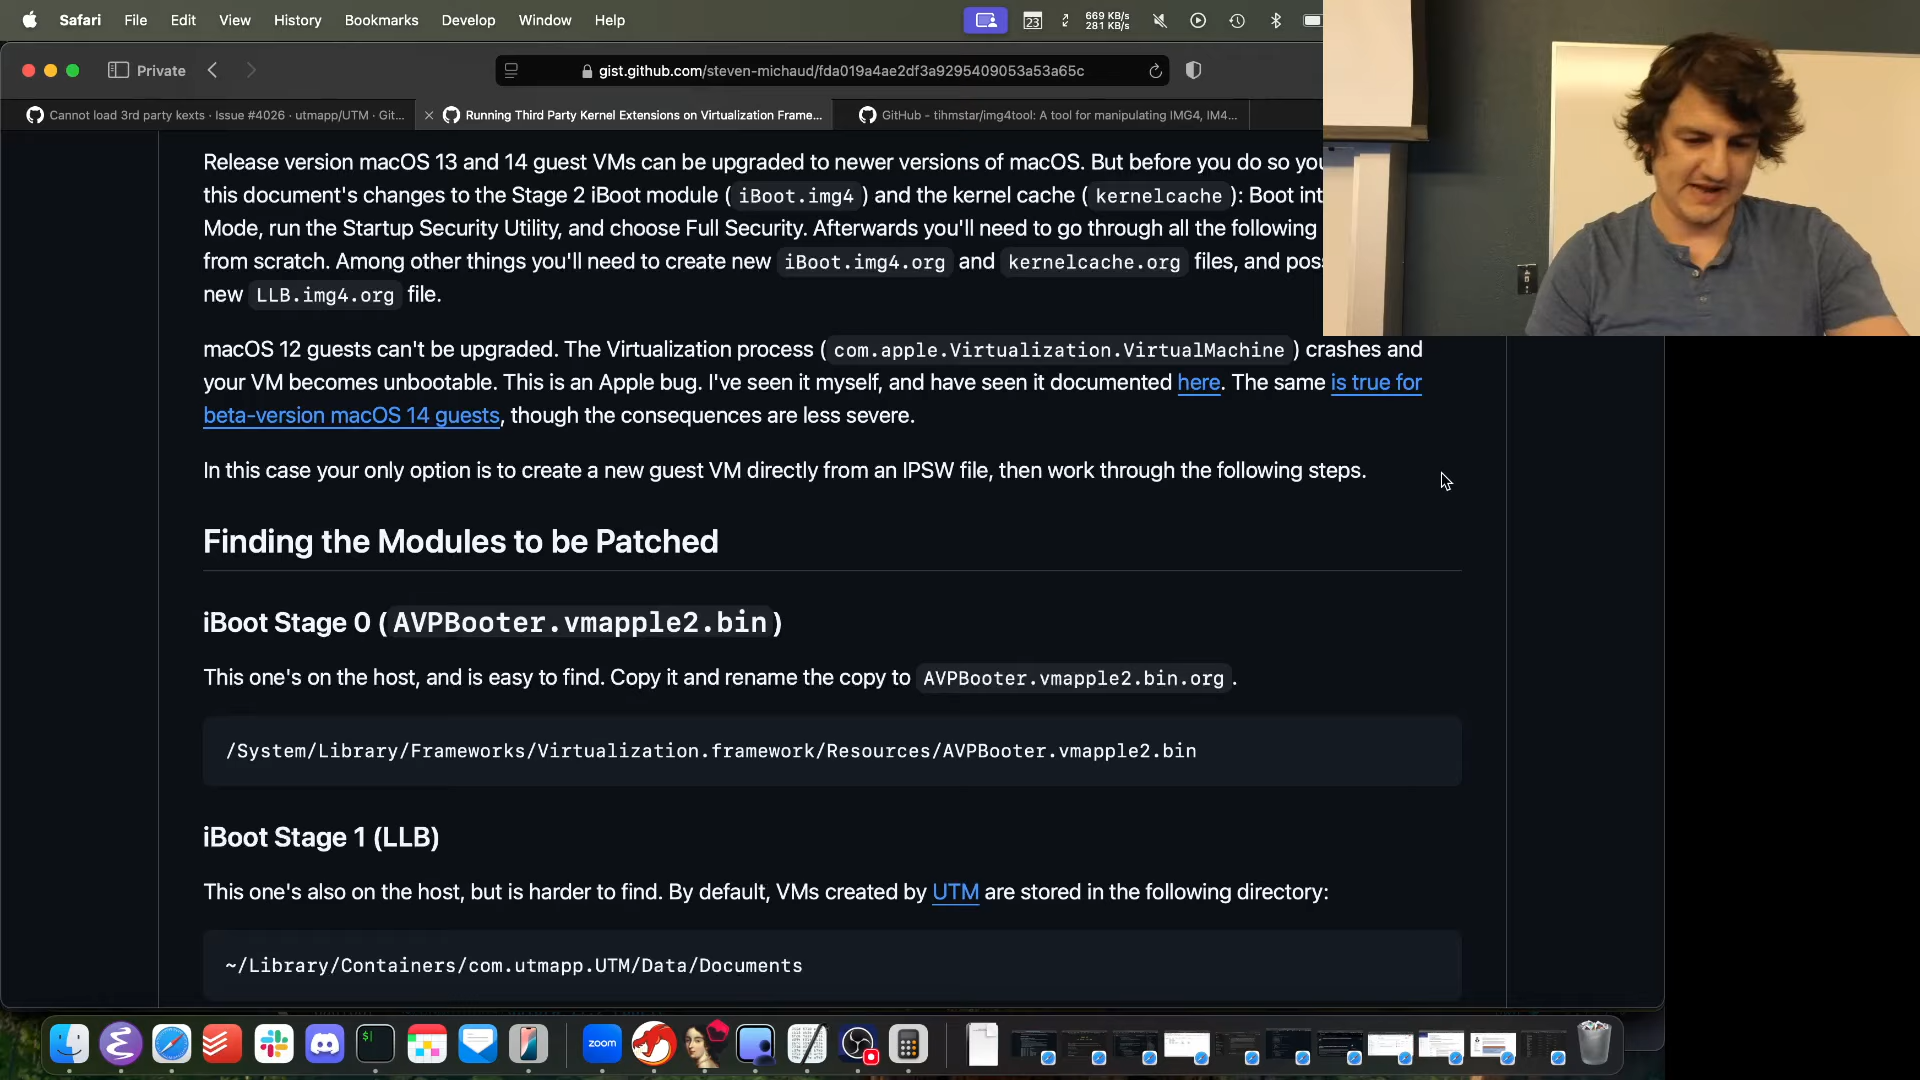 Safari File Edit View History Bookmarks Develop Window Help
23
669 KB/s
281 KB/s
Private
gist.github.com/steven-michaud/fda019a4ae2df3a9295409053a53a65c
Cannot load 3rd party kexts · Issue #4026 · utmapp/UTM · Git...
Running Third Party Kernel Extensions on Virtualization Frame...
GitHub - tihmstar/img4tool: A tool for manipulating IMG4, IM4...
Release version macOS 13 and 14 guest VMs can be upgraded to newer versions of macOS. But before you do so you
this document's changes to the Stage 2 iBoot module ( iBoot.img4 ) and the kernel cache ( kernelcache ): Boot int
Mode, run the Startup Security Utility, and choose Full Security. Afterwards you'll need to go through all the following
from scratch. Among other things you'll need to create new iBoot.img4.org and kernelcache.org files, and pos
new LLB.img4.org file.
macOS 12 guests can't be upgraded. The Virtualization process ( com.apple.Virtualization.VirtualMachine ) crashes and
your VM becomes unbootable. This is an Apple bug. I've seen it myself, and have seen it documented here. The same is true for
beta-version macOS 14 guests, though the consequences are less severe.
In this case your only option is to create a new guest VM directly from an IPSW file, then work through the following steps.
Finding the Modules to be Patched
iBoot Stage 0 ( AVPBooter.vmapple2.bin )
This one's on the host, and is easy to find. Copy it and rename the copy to AVPBooter.vmapple2.bin.org .
/System/Library/Frameworks/Virtualization.framework/Resources/AVPBooter.vmapple2.bin
iBoot Stage 1 (LLB)
This one's also on the host, but is harder to find. By default, VMs created by UTM are stored in the following directory:
~/Library/Containers/com.utmapp.UTM/Data/Documents
$
zoom